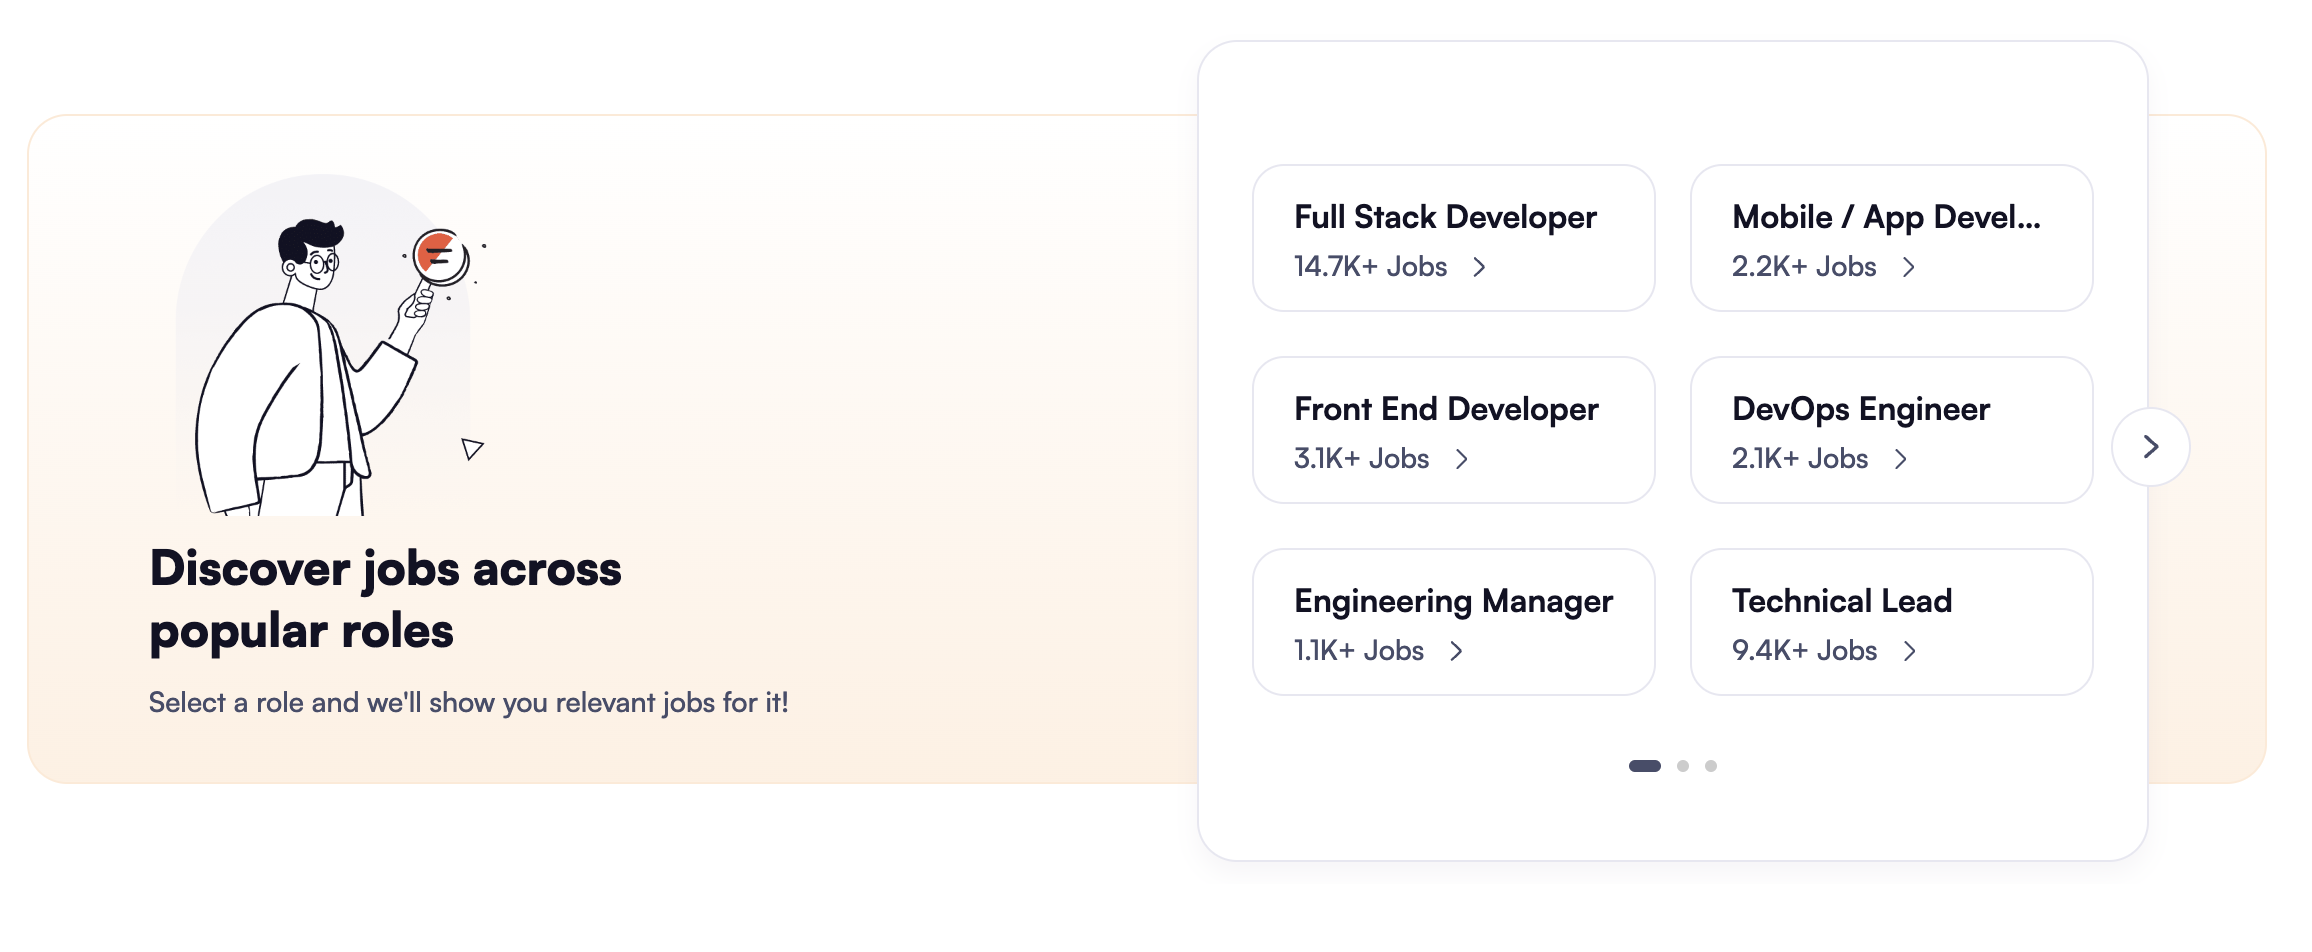 Discover jobs across
popular roles
Select a role and we'll show you relevant jobs for it!
Full Stack Developer
14.7K+ Jobs
Mobile / App Devel...
2.2K+ Jobs
Front End Developer
3.1K+ Jobs
DevOps Engineer
2.1K+ Jobs
Engineering Manager
1.1K+ Jobs
Technical Lead
9.4K+ Jobs